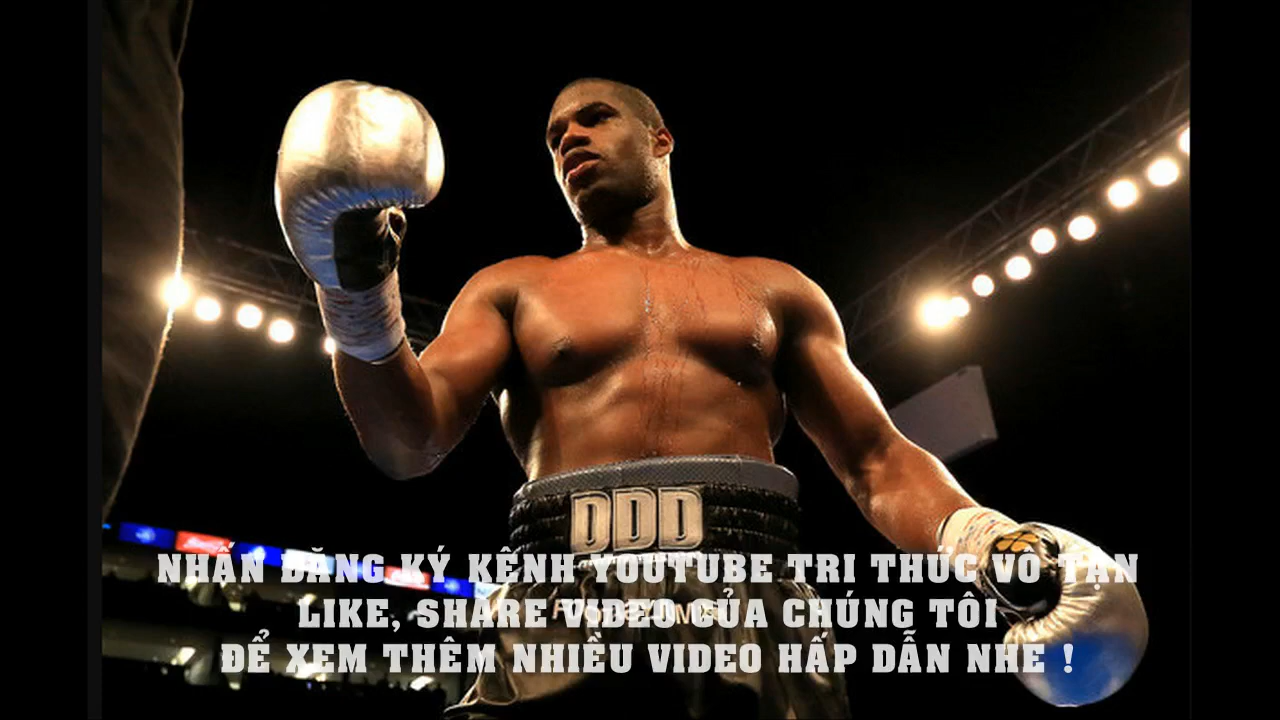 DDD
NHẤN ĐĂNG KÝ KÊNH YOUTUBE TRI THỨC VÔ TẬN
LIKE, SHARE VIDEO CỦA CHÚNG TÔI
ĐỂ XEM THÊM NHIỀU VIDEO HẤP DẪN NHE !